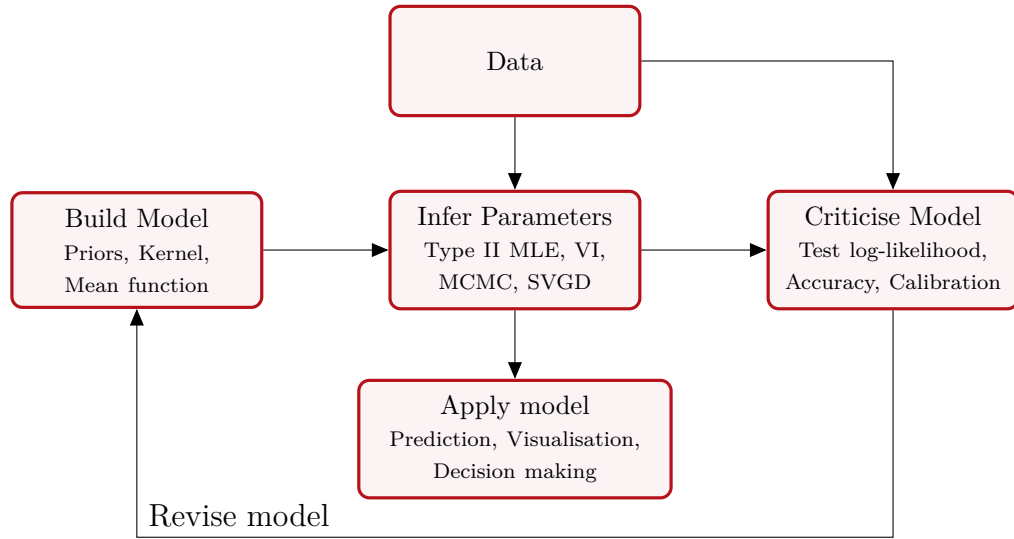 Data
Build Model
Priors, Kernel,
Mean function
Infer Parameters
Type II MLE, VI,
MCMC, SVGD
Criticise Model
Test log-likelihood,
Accuracy, Calibration
Apply model
Prediction, Visualisation,
Decision making
Revise model